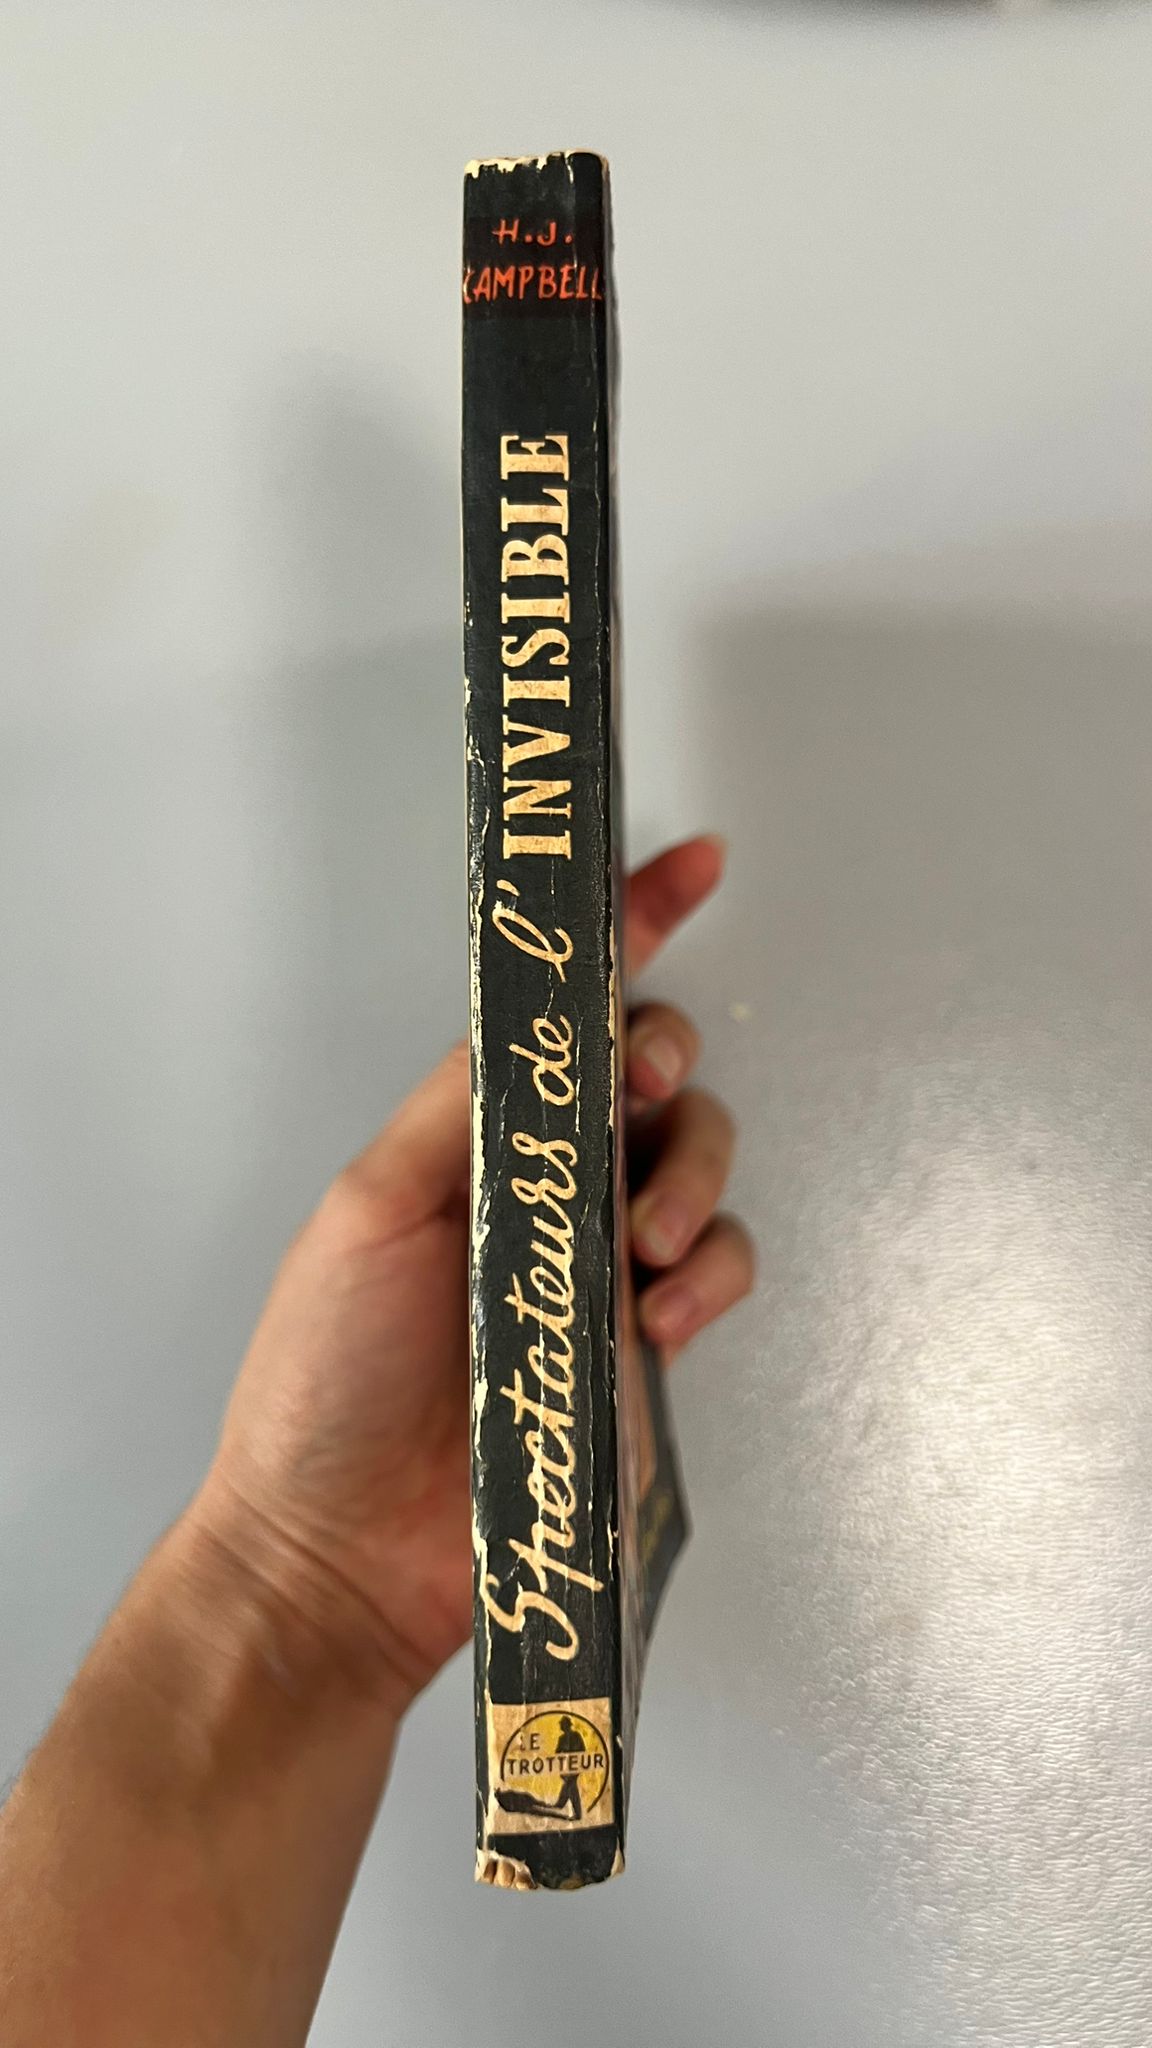 H.J.
CAMPBELL
Spectateurs de l'INVISIBLE
LE
TROTTEUR